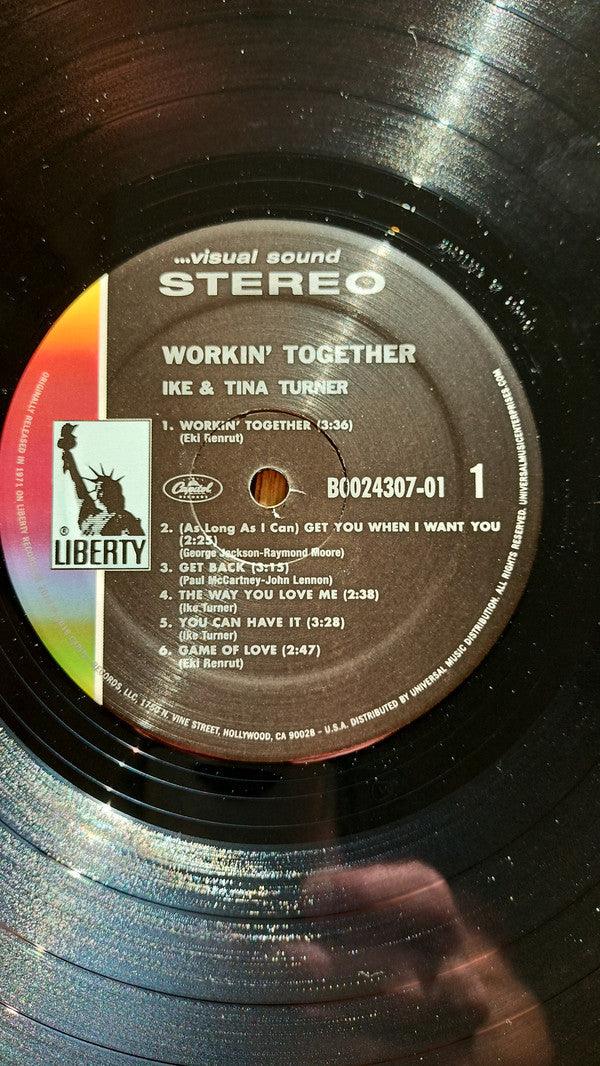 ...visual sound
STEREO
WORKIN' TOGETHER
IKE & TINA TURNER
1. WORKIN' TOGETHER (3:36)
(Eki Renrut)
Capitol
RECORDS
B0024307-01 1
2. (As Long As I Can) GET YOU WHEN I WANT YOU
(2:25)
(George Jackson-Raymond Moore)
3. GET BACK (3:15)
(Paul McCartney-John Lennon)
4. THE WAY YOU LOVE ME (2:38)
(Ike Turner)
5. YOU CAN HAVE IT (3:28)
(Ike Turner)
6. GAME OF LOVE (2:47)
(Eki Renrut)
®
LIBERTY
ORIGINALLY RELEASED IN 1971 ON LIBERTY RECORDS, LLC, 1750 N. VINE STREET, HOLLYWOOD, CA 90028 - U.S.A. DISTRIBUTED BY UNIVERSAL MUSIC DISTRIBUTION. ALL RIGHTS RESERVED. UNIVERSALMUSICENTERPRISES.COM